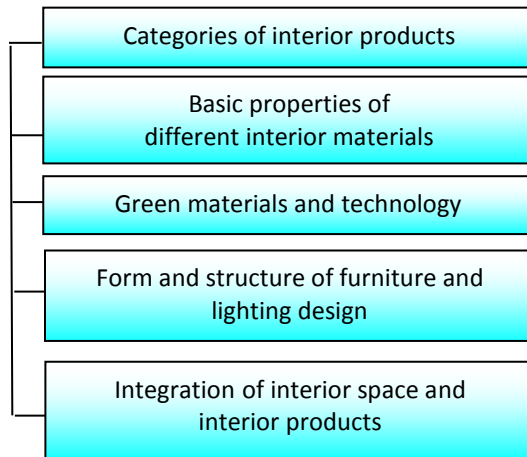 Categories of interior products
Basic properties of
different interior materials
Green materials and technology
Form and structure of furniture and
lighting design
Integration of interior space and
interior products